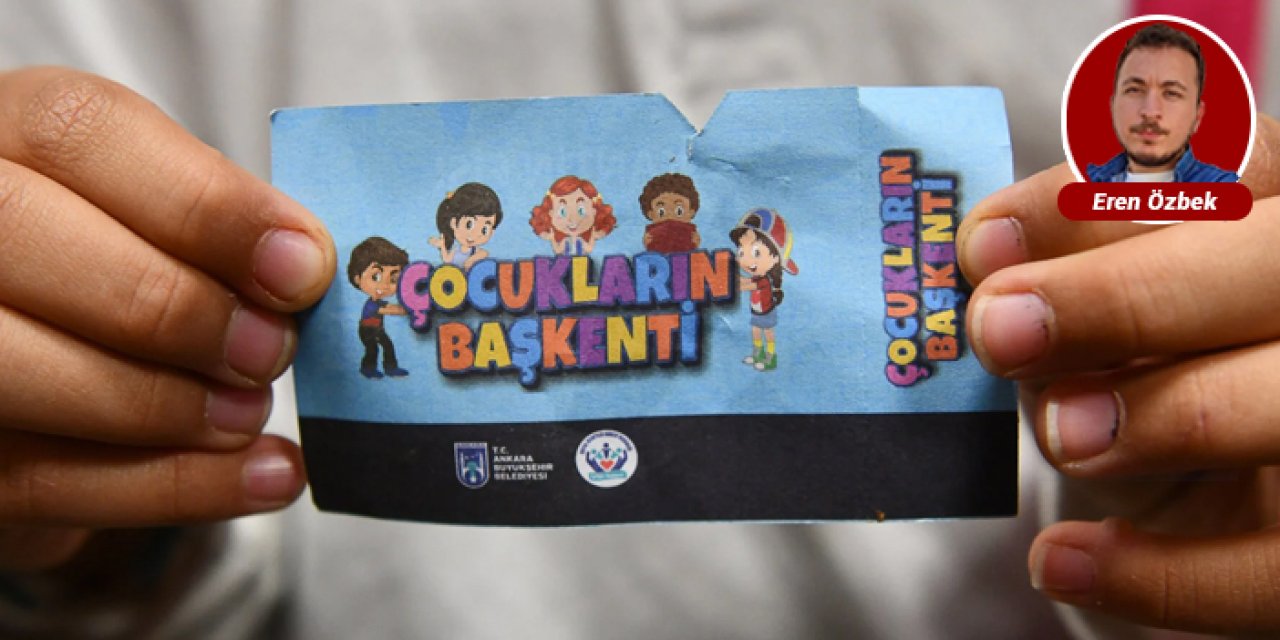 Eren Özbek
ÇOCUKLARIN
BAŞKENTİ
ÇOCUKLARIN
BAŞKENTİ
T.C.
ANKARA
BÜYÜKŞEHİR
BELEDİYESİ